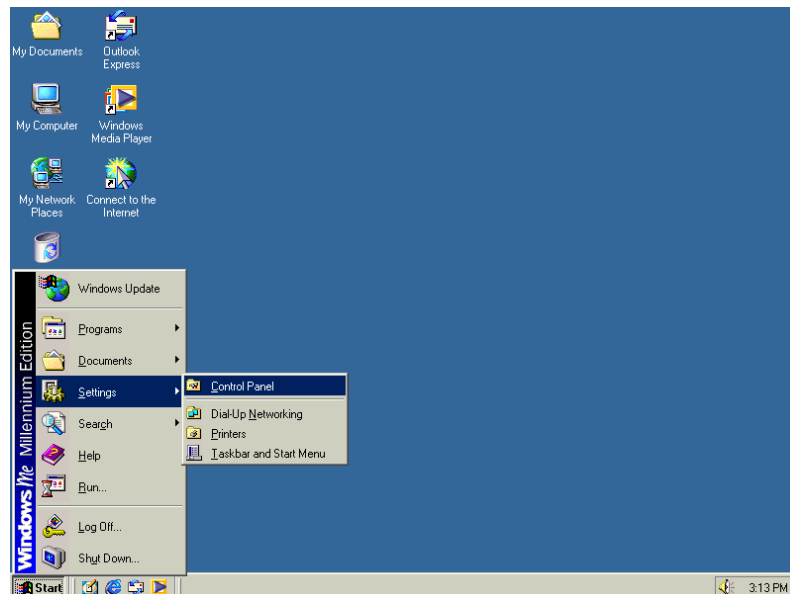 My Documents
Outlook
Express
My Computer
Windows
Media Player
My Network
Places
Connect to the
Internet
Windows Me Millennium Edition
Windows Update
Programs
Documents
Settings
Search
Help
Run...
Log Off...
Shut Down...
Control Panel
Dial-Up Networking
Printers
Taskbar and Start Menu
Start
3:13 PM